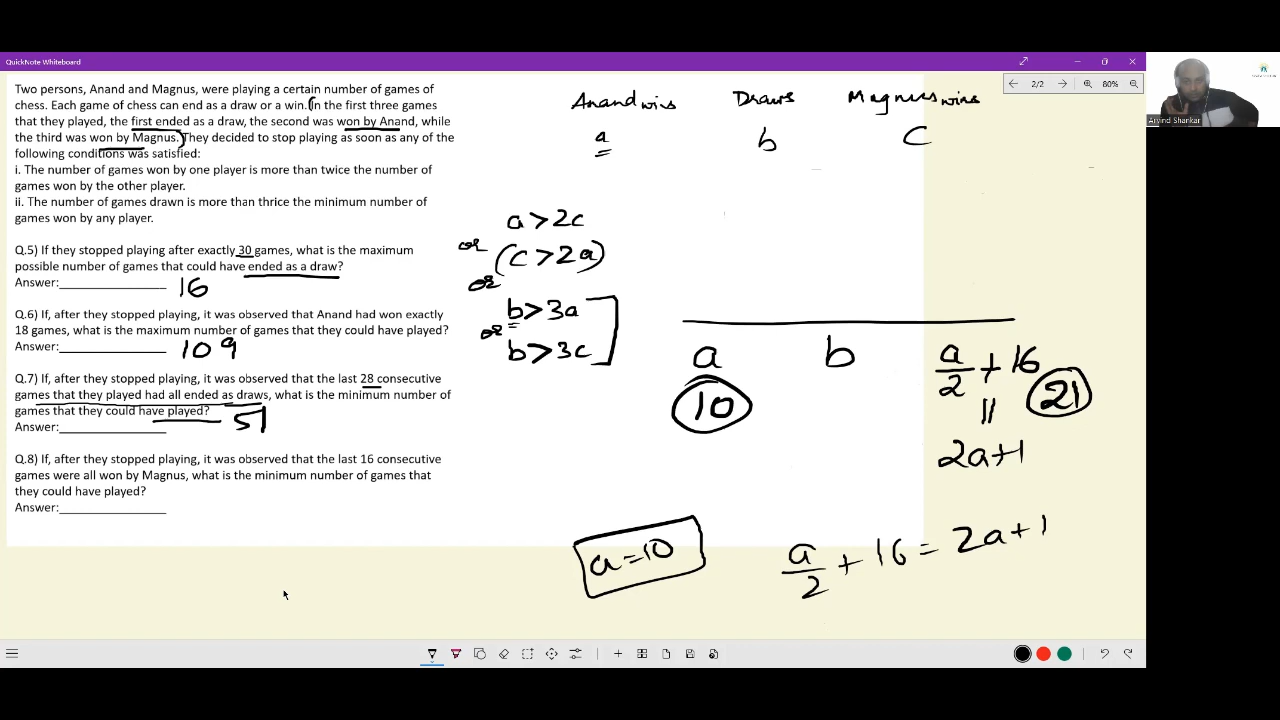 QuickNote Whiteboard
2/2
80%
Arvind Shankar
Two persons, Anand and Magnus, were playing a certain number of games of
chess. Each game of chess can end as a draw or a win. In the first three games
that they played, the first ended as a draw, the second was won by Anand, while
the third was won by Magnus. They decided to stop playing as soon as any of the
following conditions was satisfied:
i. The number of games won by one player is more than twice the number of
games won by the other player.
ii. The number of games drawn is more than thrice the minimum number of
games won by any player.
Q.5) If they stopped playing after exactly 30 games, what is the maximum
possible number of games that could have ended as a draw?
Answer:________________ 16
Q.6) If, after they stopped playing, it was observed that Anand had won exactly
18 games, what is the maximum number of games that they could have played?
Answer:________________ 109
Q.7) If, after they stopped playing, it was observed that the last 28 consecutive
games that they played had all ended as draws, what is the minimum number of
games that they could have played? 51
Answer:________________
Q.8) If, after they stopped playing, it was observed that the last 16 consecutive
games were all won by Magnus, what is the minimum number of games that
they could have played?
Answer:________________
Anand wins Draws Magnus wins
a b C
a > 2c
or (c > 2a)
or
b > 3a
or
b > 3c
a b a/2 + 16
10 || 21
2a+1
a=10
a/2 + 16 = 2a+1